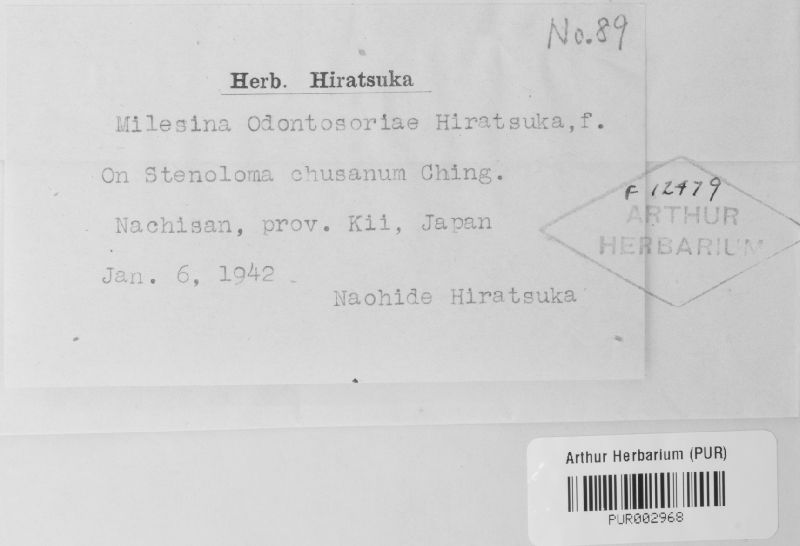 No.89
Herb. Hiratsuka
Milesina Odontosoriae Hiratsuka,f.
On Stenoloma chusanum Ching.
Nachisan, prov. Kii, Japan
Jan. 6, 1942
Naohide Hiratsuka
F 12479
ARTHUR
HERBARIUM
Arthur Herbarium (PUR)
PUR002968